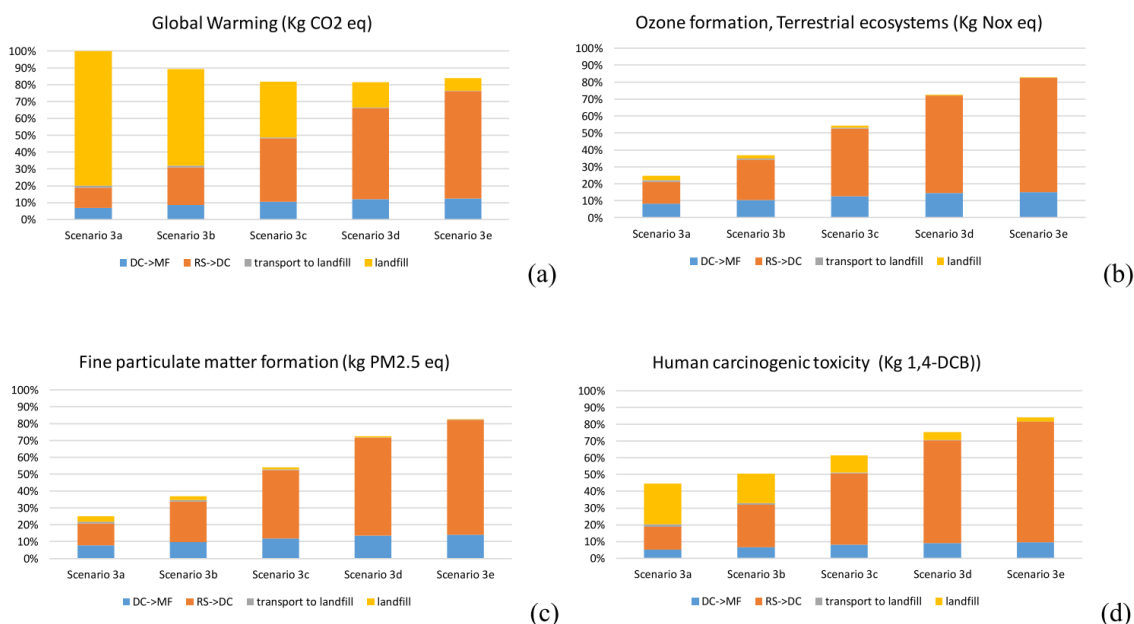 Global Warming (Kg CO2 eq)
100%
90%
80%
70%
60%
50%
40%
30%
20%
10%
0%
Scenario 3a Scenario 3b Scenario 3c Scenario 3d Scenario 3e
DC->MF RS->DC transport to landfill landfill
(a)
Ozone formation, Terrestrial ecosystems (Kg Nox eq)
100%
90%
80%
70%
60%
50%
40%
30%
20%
10%
0%
Scenario 3a Scenario 3b Scenario 3c Scenario 3d Scenario 3e
DC->MF RS->DC transport to landfill landfill
(b)
Fine particulate matter formation (kg PM2.5 eq)
100%
90%
80%
70%
60%
50%
40%
30%
20%
10%
0%
Scenario 3a Scenario 3b Scenario 3c Scenario 3d Scenario 3e
DC->MF RS->DC transport to landfill landfill
(c)
Human carcinogenic toxicity (Kg 1,4-DCB))
100%
90%
80%
70%
60%
50%
40%
30%
20%
10%
0%
Scenario 3a Scenario 3b Scenario 3c Scenario 3d Scenario 3e
DC->MF RS->DC transport to landfill landfill
(d)